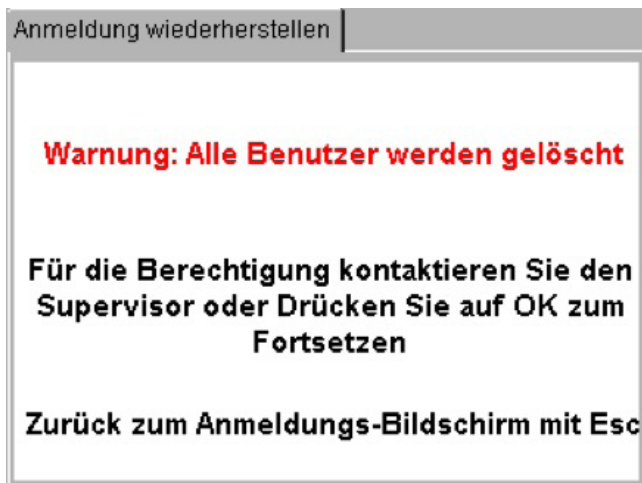 Anmeldung wiederherstellen
Warnung: Alle Benutzer werden gelöscht
Für die Berechtigung kontaktieren Sie den
Supervisor oder Drücken Sie auf OK zum
Fortsetzen
Zurück zum Anmeldungs-Bildschirm mit Esc